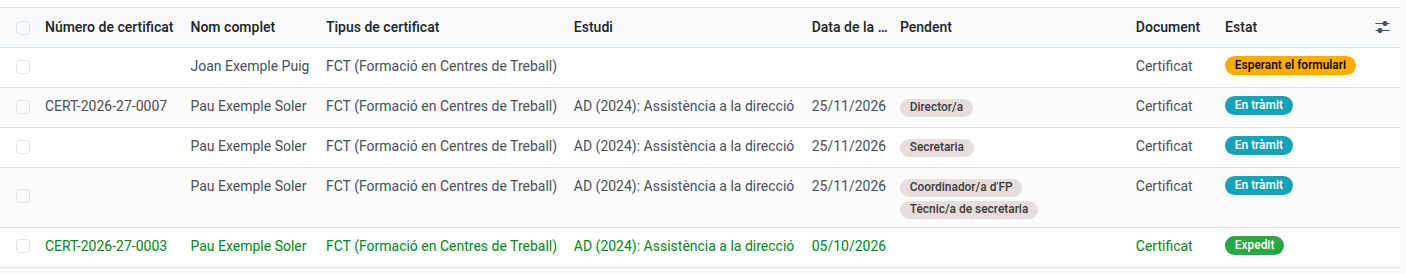 Número de certificat Nom complet Tipus de certificat Estudi Data de la ... Pendent Document Estat
Joan Exemple Puig FCT (Formació en Centres de Treball) Certificat Esperant el formulari
CERT-2026-27-0007 Pau Exemple Soler FCT (Formació en Centres de Treball) AD (2024): Assistència a la direcció 25/11/2026 Director/a Certificat En tràmit
Pau Exemple Soler FCT (Formació en Centres de Treball) AD (2024): Assistència a la direcció 25/11/2026 Secretaria Certificat En tràmit
Pau Exemple Soler FCT (Formació en Centres de Treball) AD (2024): Assistència a la direcció 25/11/2026 Coordinador/a d'FP Certificat En tràmit
Tècnic/a de secretaria
CERT-2026-27-0003 Pau Exemple Soler FCT (Formació en Centres de Treball) AD (2024): Assistència a la direcció 05/10/2026 Certificat Expedit